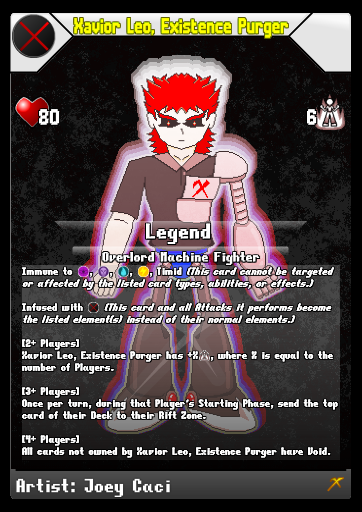 Xavior Leo, Existence Purger
80
6
Legend
Overlord Machine Fighter
Immune to , , , , Timid (This card cannot be targeted
or affected by the listed card types, abilities, or effects.)
Infused with (This card and all Attacks it performs become
the listed element(s) instead of their normal elements.)
[2+ Players]
Xavior Leo, Existence Purger has +X, where X is equal to the
number of Players.
[3+ Players]
Once per turn, during that Player's Starting Phase, send the top
card of their Deck to their Rift Zone.
[4+ Players]
All cards not owned by Xavior Leo, Existence Purger have Void.
Artist: Joey Caci